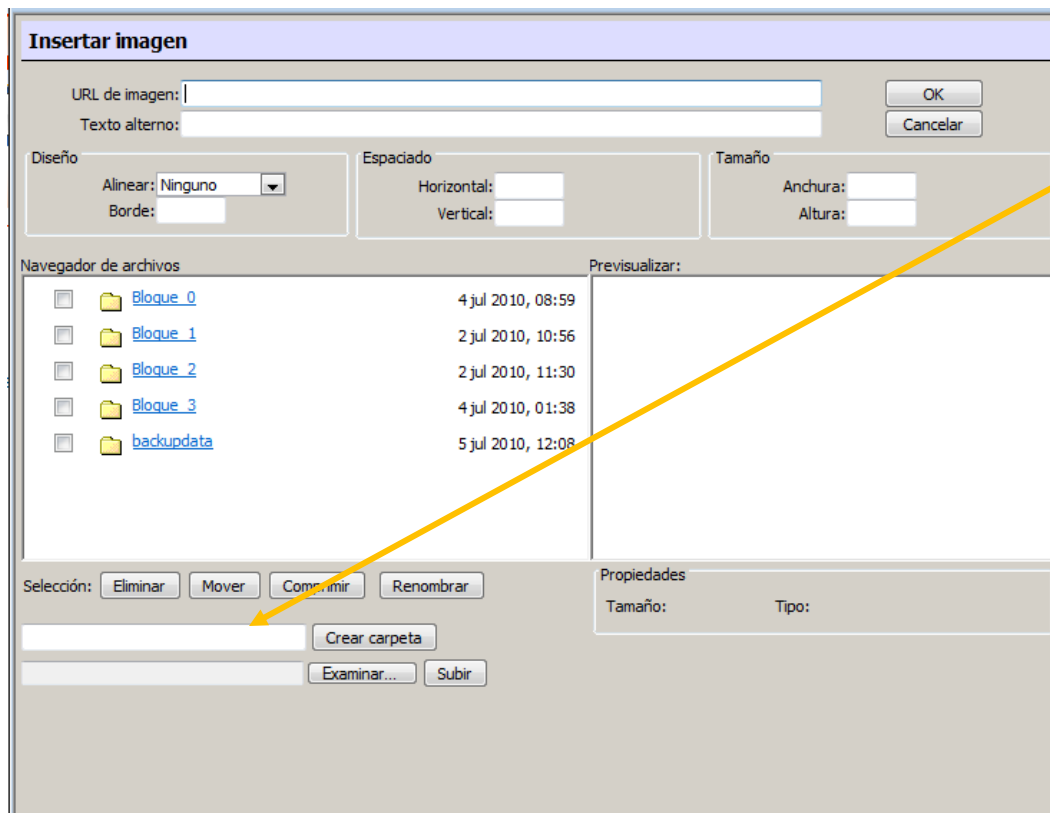 Insertar imagen
URL de imagen:
OK
Texto alterno:
Cancelar
Diseño
Espaciado
Tamaño
Alinear: Ninguno
Horizontal:
Anchura:
Borde:
Vertical:
Altura:
Navegador de archivos
Previsualizar:
Bloque_0 4 jul 2010, 08:59
Bloque_1 2 jul 2010, 10:56
Bloque_2 2 jul 2010, 11:30
Bloque_3 4 jul 2010, 01:38
backupdata 5 jul 2010, 12:08
Selección: Eliminar Mover Comprimir Renombrar
Propiedades
Tamaño: Tipo:
Crear carpeta
Examinar... Subir